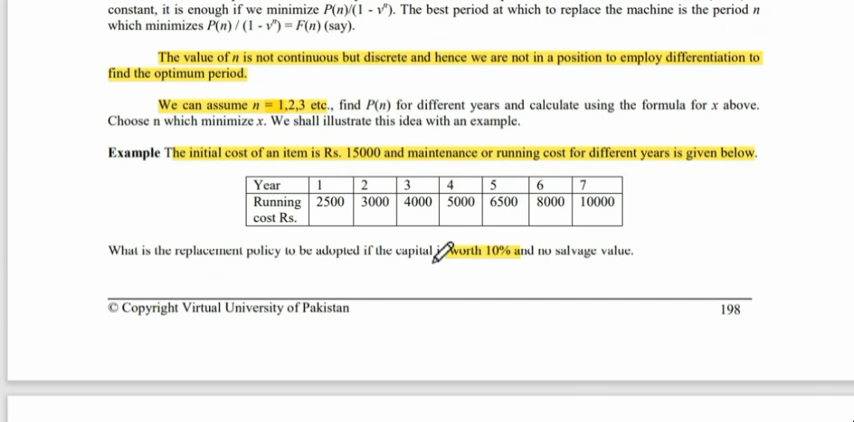 constant, it is enough if we minimize P(n)/(1 - vⁿ). The best period at which to replace the machine is the period n
which minimizes P(n) / (1 - vⁿ) = F(n) (say).
The value of n is not continuous but discrete and hence we are not in a position to employ differentiation to
find the optimum period.
We can assume n = 1,2,3 etc., find P(n) for different years and calculate using the formula for x above.
Choose n which minimize x. We shall illustrate this idea with an example.
Example The initial cost of an item is Rs. 15000 and maintenance or running cost for different years is given below.
Year 1 2 3 4 5 6 7
Running 2500 3000 4000 5000 6500 8000 10000
cost Rs.
What is the replacement policy to be adopted if the capital worth 10% and no salvage value.
© Copyright Virtual University of Pakistan 198